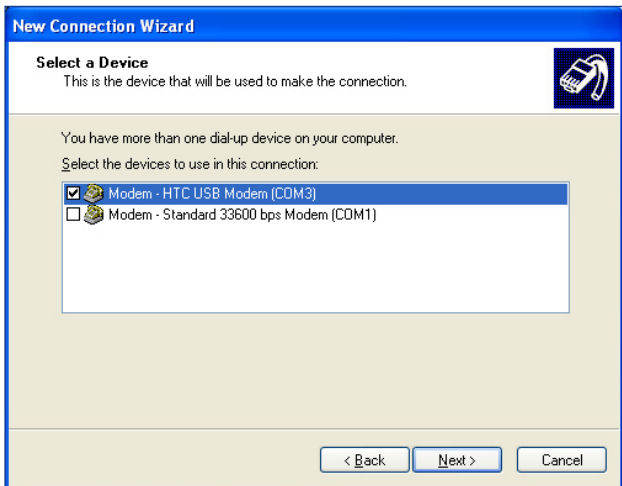 New Connection Wizard
Select a Device
This is the device that will be used to make the connection.
You have more than one dial-up device on your computer.
Select the devices to use in this connection:
Modem - HTC USB Modem (COM3)
Modem - Standard 33600 bps Modem (COM1)
< Back Next > Cancel